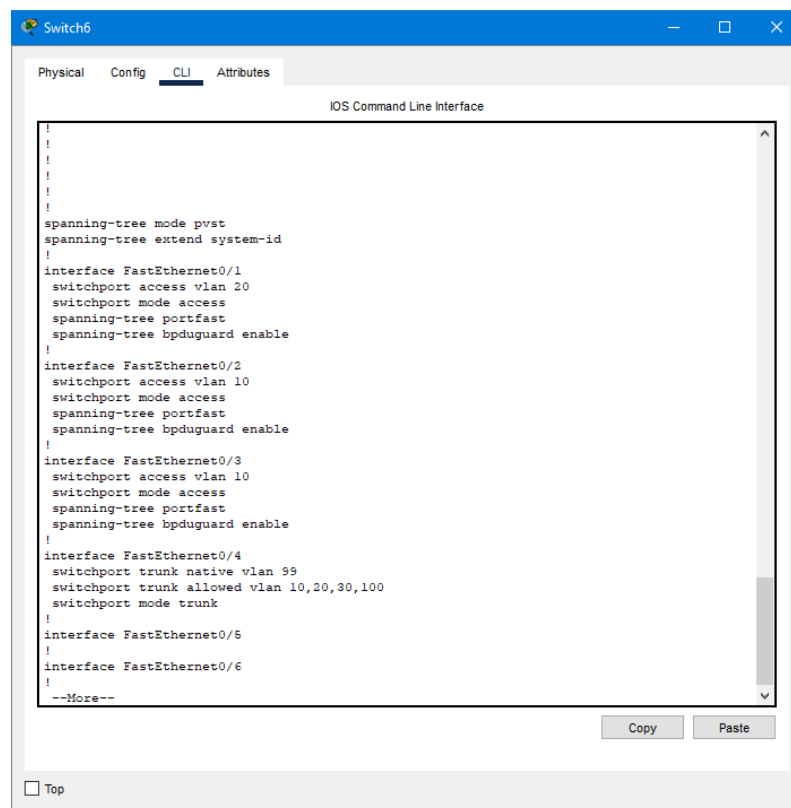 Switch6
Physical Config CLI Attributes
IOS Command Line Interface
!
!
!
!
!
!
spanning-tree mode pvst
spanning-tree extend system-id
!
interface FastEthernet0/1
switchport access vlan 20
switchport mode access
spanning-tree portfast
spanning-tree bpduguard enable
!
interface FastEthernet0/2
switchport access vlan 10
switchport mode access
spanning-tree portfast
spanning-tree bpduguard enable
!
interface FastEthernet0/3
switchport access vlan 10
switchport mode access
spanning-tree portfast
spanning-tree bpduguard enable
!
interface FastEthernet0/4
switchport trunk native vlan 99
switchport trunk allowed vlan 10,20,30,100
switchport mode trunk
!
interface FastEthernet0/5
!
interface FastEthernet0/6
!
--More--
Copy Paste
Top